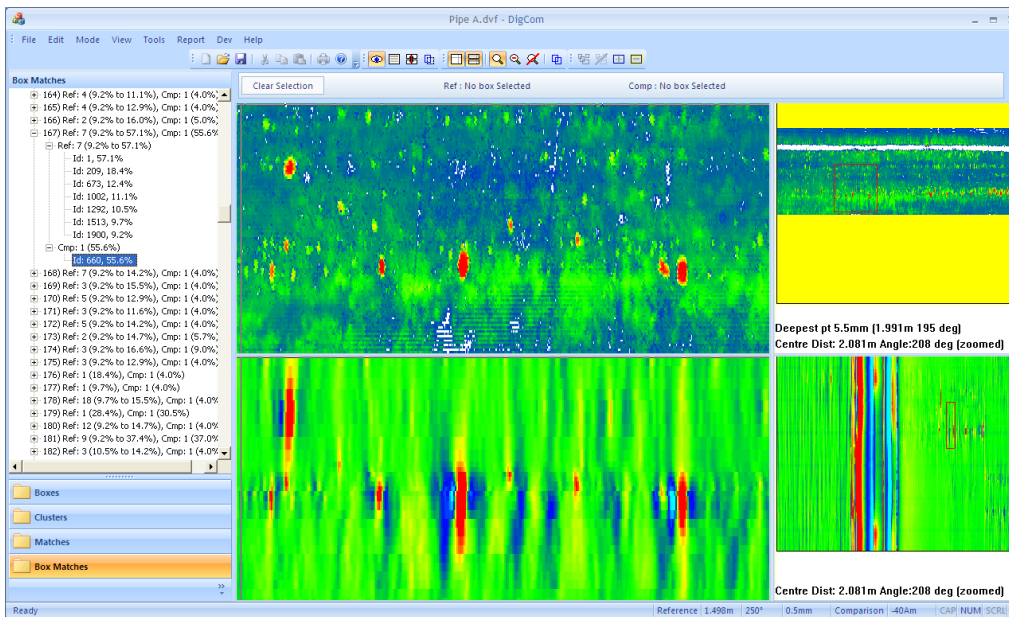 Pipe A.dvf - DigCom
File Edit Mode View Tools Report Dev Help
Box Matches
Clear Selection
Ref : No box Selected
Comp : No box Selected
164) Ref: 4 (9.2% to 11.1%), Cmp: 1 (4.0%)
165) Ref: 4 (9.2% to 12.9%), Cmp: 1 (4.0%)
166) Ref: 2 (9.2% to 16.0%), Cmp: 1 (5.0%)
167) Ref: 7 (9.2% to 57.1%), Cmp: 1 (55.6%
Ref: 7 (9.2% to 57.1%)
Id: 1, 57.1%
Id: 209, 18.4%
Id: 673, 12.4%
Id: 1002, 11.1%
Id: 1292, 10.5%
Id: 1513, 9.7%
Id: 1900, 9.2%
Cmp: 1 (55.6%)
Id: 660, 55.6%
168) Ref: 7 (9.2% to 14.2%), Cmp: 1 (4.0%)
169) Ref: 3 (9.2% to 15.5%), Cmp: 1 (4.0%)
170) Ref: 5 (9.2% to 12.9%), Cmp: 1 (4.0%)
171) Ref: 3 (9.2% to 11.6%), Cmp: 1 (4.0%)
172) Ref: 5 (9.2% to 14.2%), Cmp: 1 (4.0%)
173) Ref: 2 (9.2% to 14.7%), Cmp: 1 (5.7%)
174) Ref: 3 (9.2% to 16.6%), Cmp: 1 (9.0%)
175) Ref: 3 (9.2% to 12.9%), Cmp: 1 (4.0%)
176) Ref: 1 (18.4%), Cmp: 1 (4.0%)
177) Ref: 1 (9.7%), Cmp: 1 (4.0%)
178) Ref: 18 (9.7% to 15.5%), Cmp: 1 (4.0%
179) Ref: 1 (28.4%), Cmp: 1 (30.5%)
180) Ref: 12 (9.2% to 14.7%), Cmp: 1 (4.0%
181) Ref: 9 (9.2% to 37.4%), Cmp: 1 (37.0%
182) Ref: 3 (10.5% to 14.2%), Cmp: 1 (4.0%
Boxes
Clusters
Matches
Box Matches
Deepest pt 5.5mm (1.991m 195 deg)
Centre Dist: 2.081m Angle:208 deg (zoomed)
Centre Dist: 2.081m Angle:208 deg (zoomed)
Ready
Reference 1.498m 250° 0.5mm Comparison -40Am CAP NUM SCRL